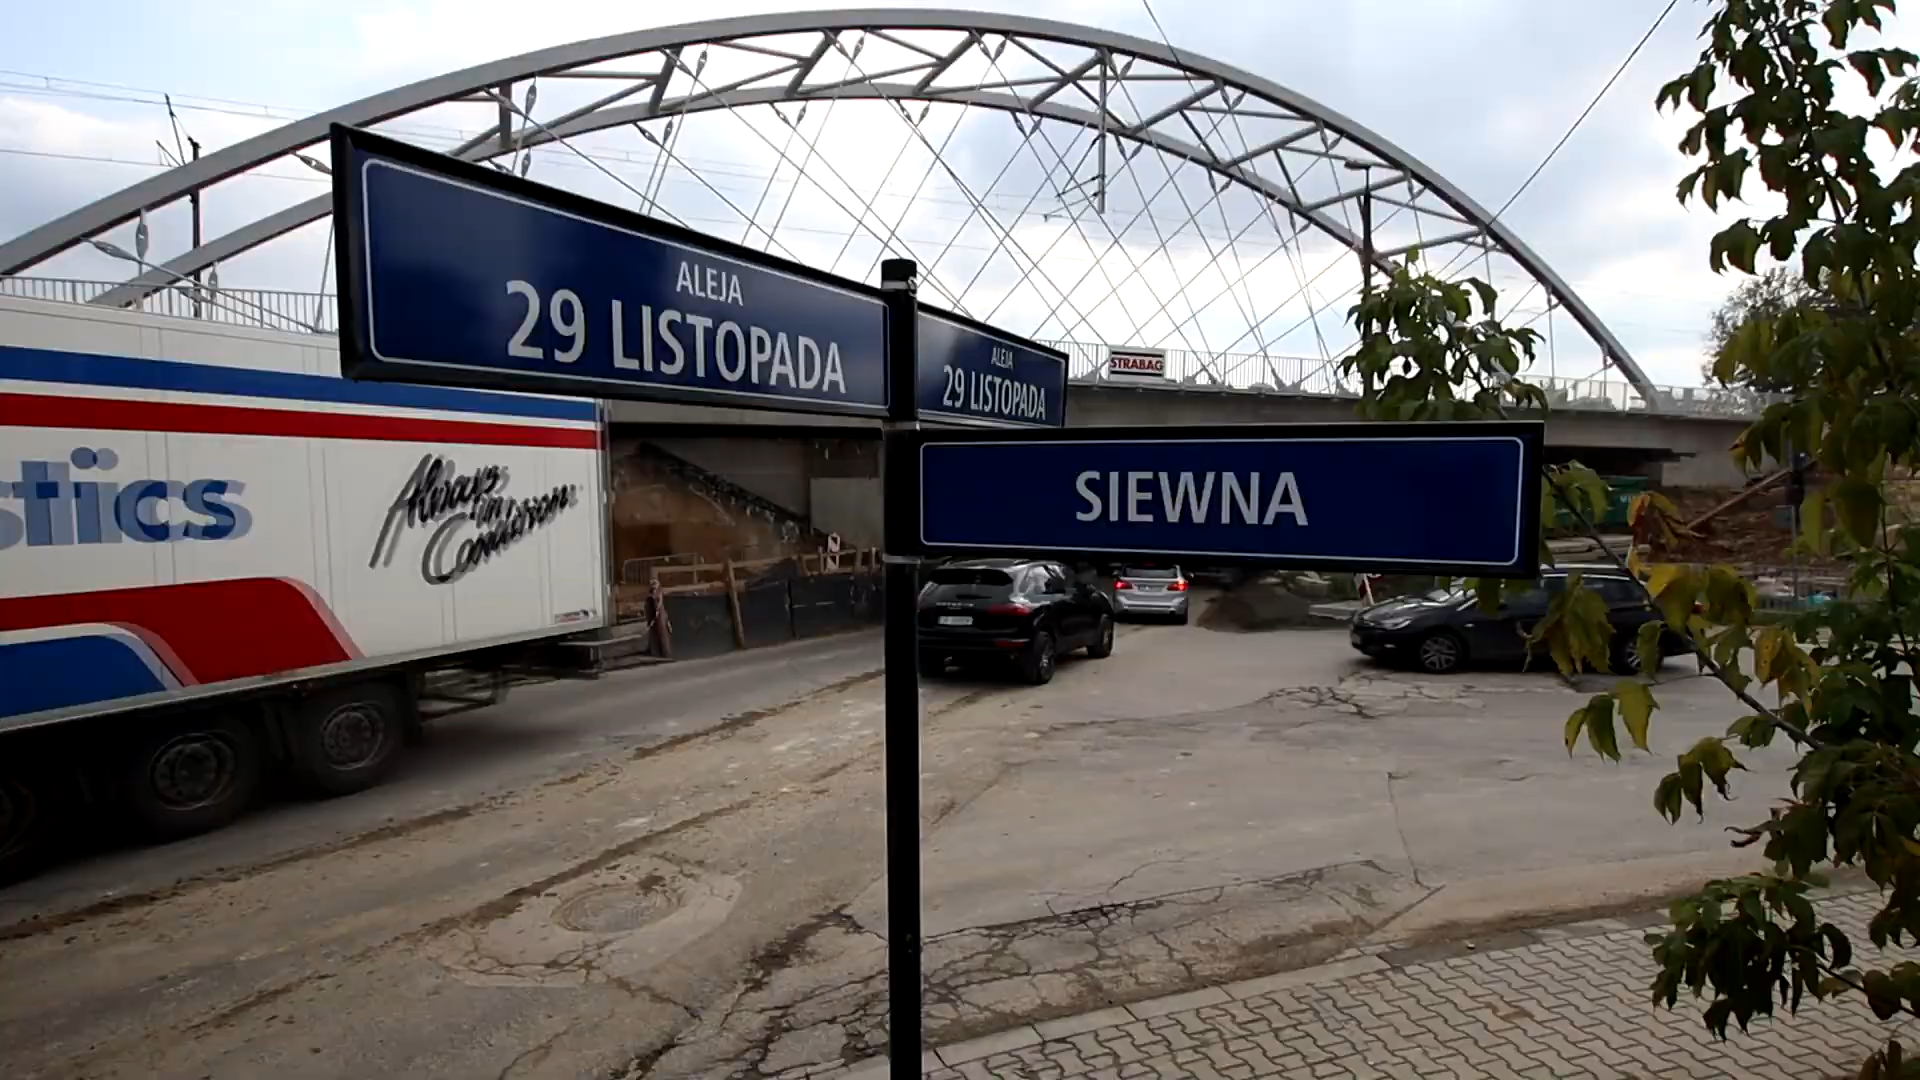 ALEJA
29 LISTOPADA
ALEJA
29 LISTOPADA
STRABAG
SIEWNA
stics
Always
in
Condition